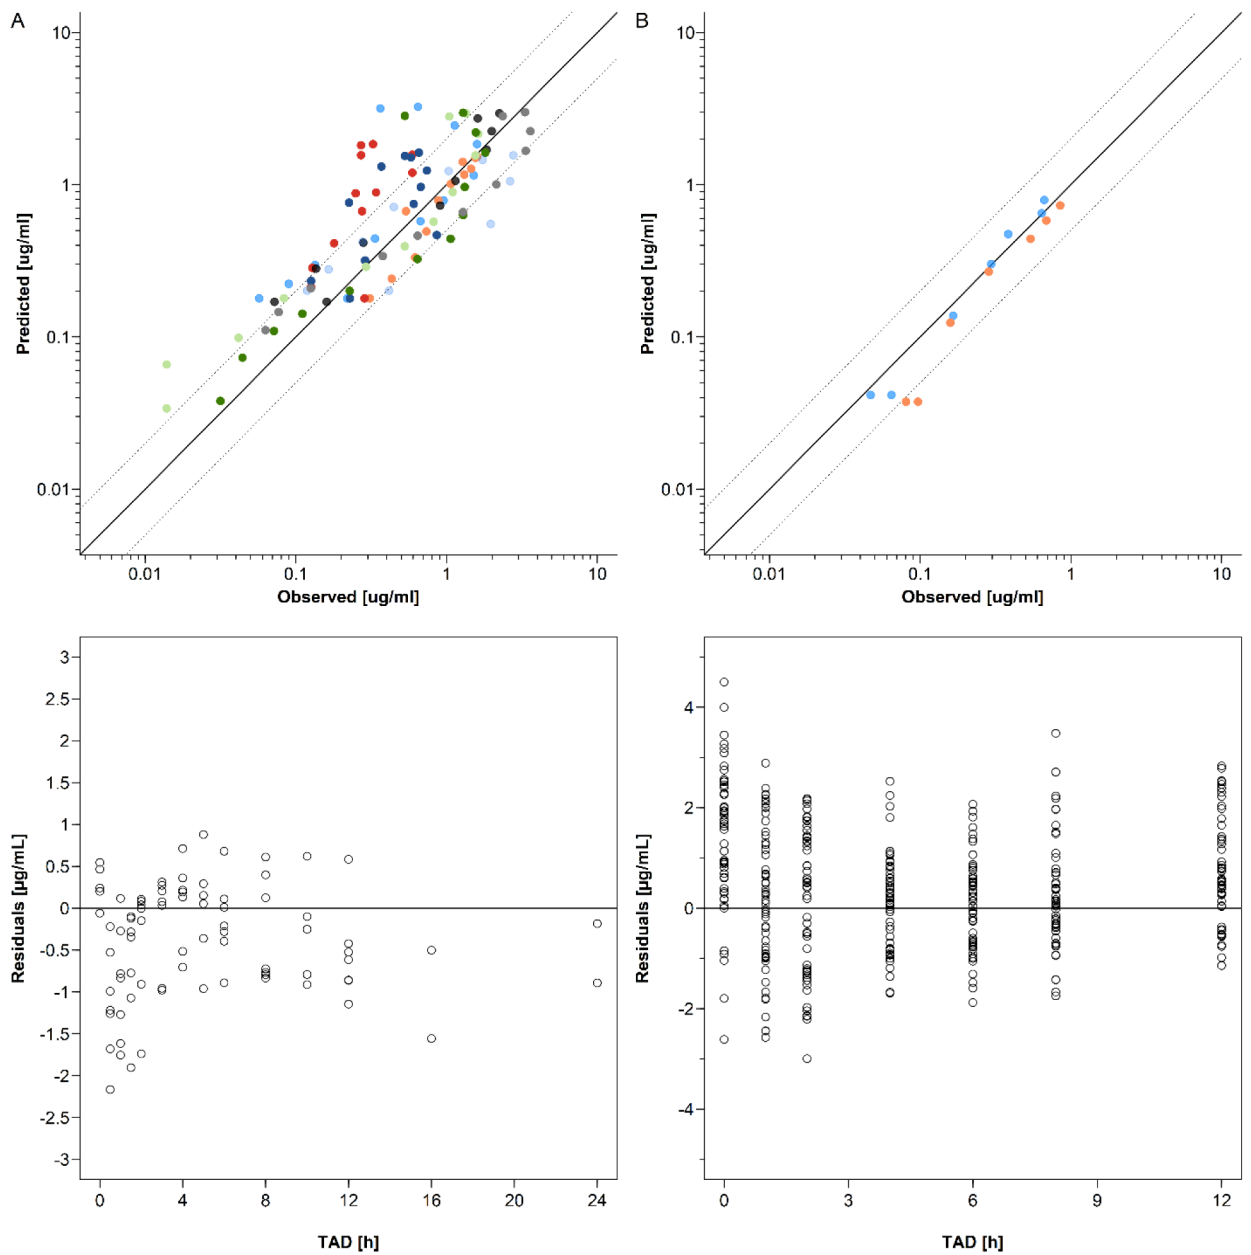 A
10
1
0.1
0.01
Predicted [ug/ml]
0.01 0.1 1 10
Observed [ug/ml]
B
10
1
0.1
0.01
Predicted [ug/ml]
0.01 0.1 1 10
Observed [ug/ml]
3
2.5
2
1.5
1
0.5
0
-0.5
-1
-1.5
-2
-2.5
-3
Residuals [µg/mL]
0 4 8 12 16 20 24
TAD [h]
4
2
0
-2
-4
Residuals [µg/mL]
0 3 6 9 12
TAD [h]